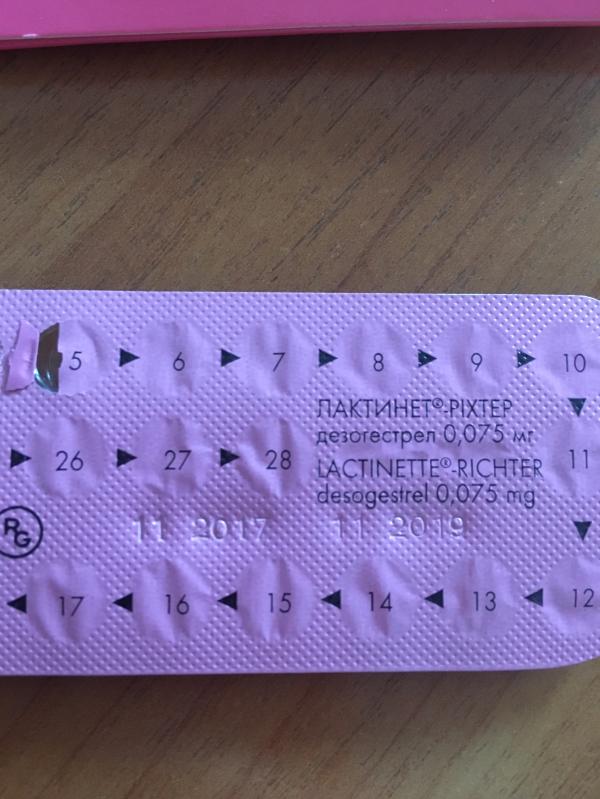 5 6 7 8 9 10
ЛАКТИНЕТ®-РІХТЕР
дезогестрел 0,075 мг
26 27 28
LACTINETTE®-RICHTER
desogestrel 0,075 mg
11
RG
11 2017 11 2019
17 16 15 14 13 12